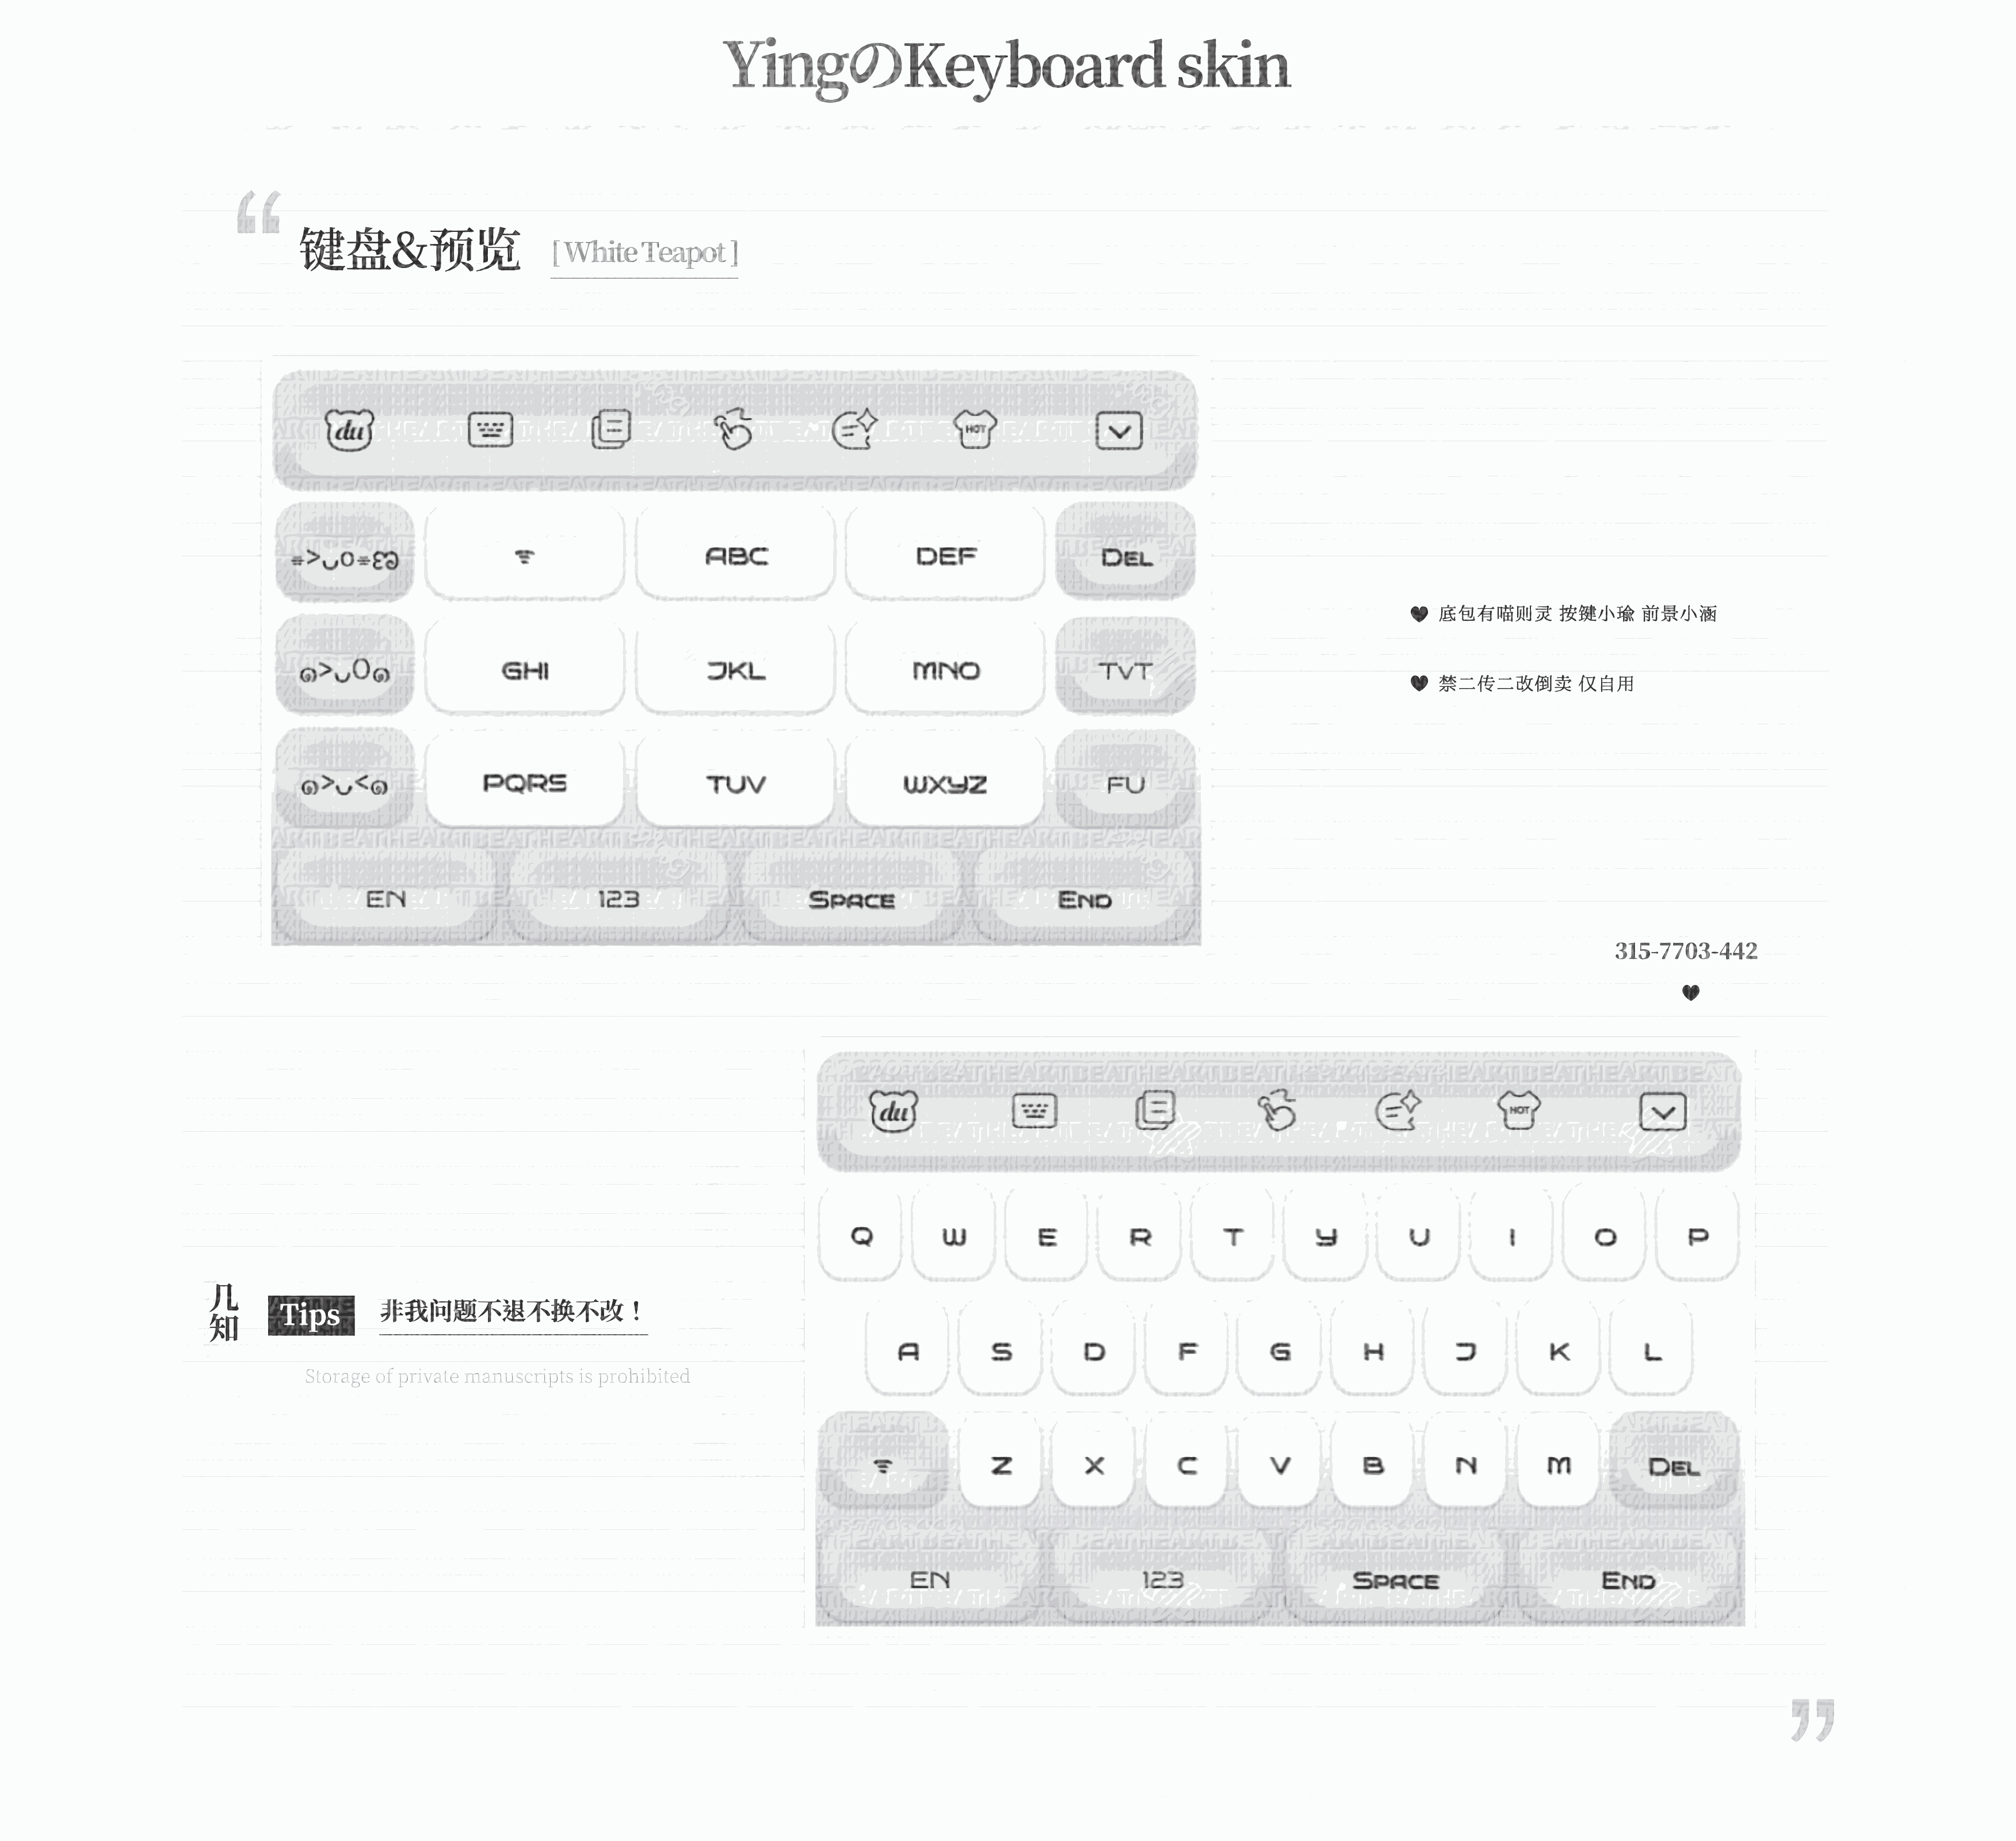 YingのKeyboard skin
键盘&预览 [ White Teapot ]
du HOT
ABC DEF DEL
GHI JKL MNO TVT
PQRS TUV WXYZ FU
EN 123 SPACE END
底包有喵则灵 按键小瑜 前景小涵
禁二传二改倒卖 仅自用
315-7703-442
du HOT
Q W E R T Y U I O P
A S D F G H J K L
Z X C V B N M DEL
EN 123 SPACE END
几知
Tips 非我问题不退不换不改！
Storage of private manuscripts is prohibited